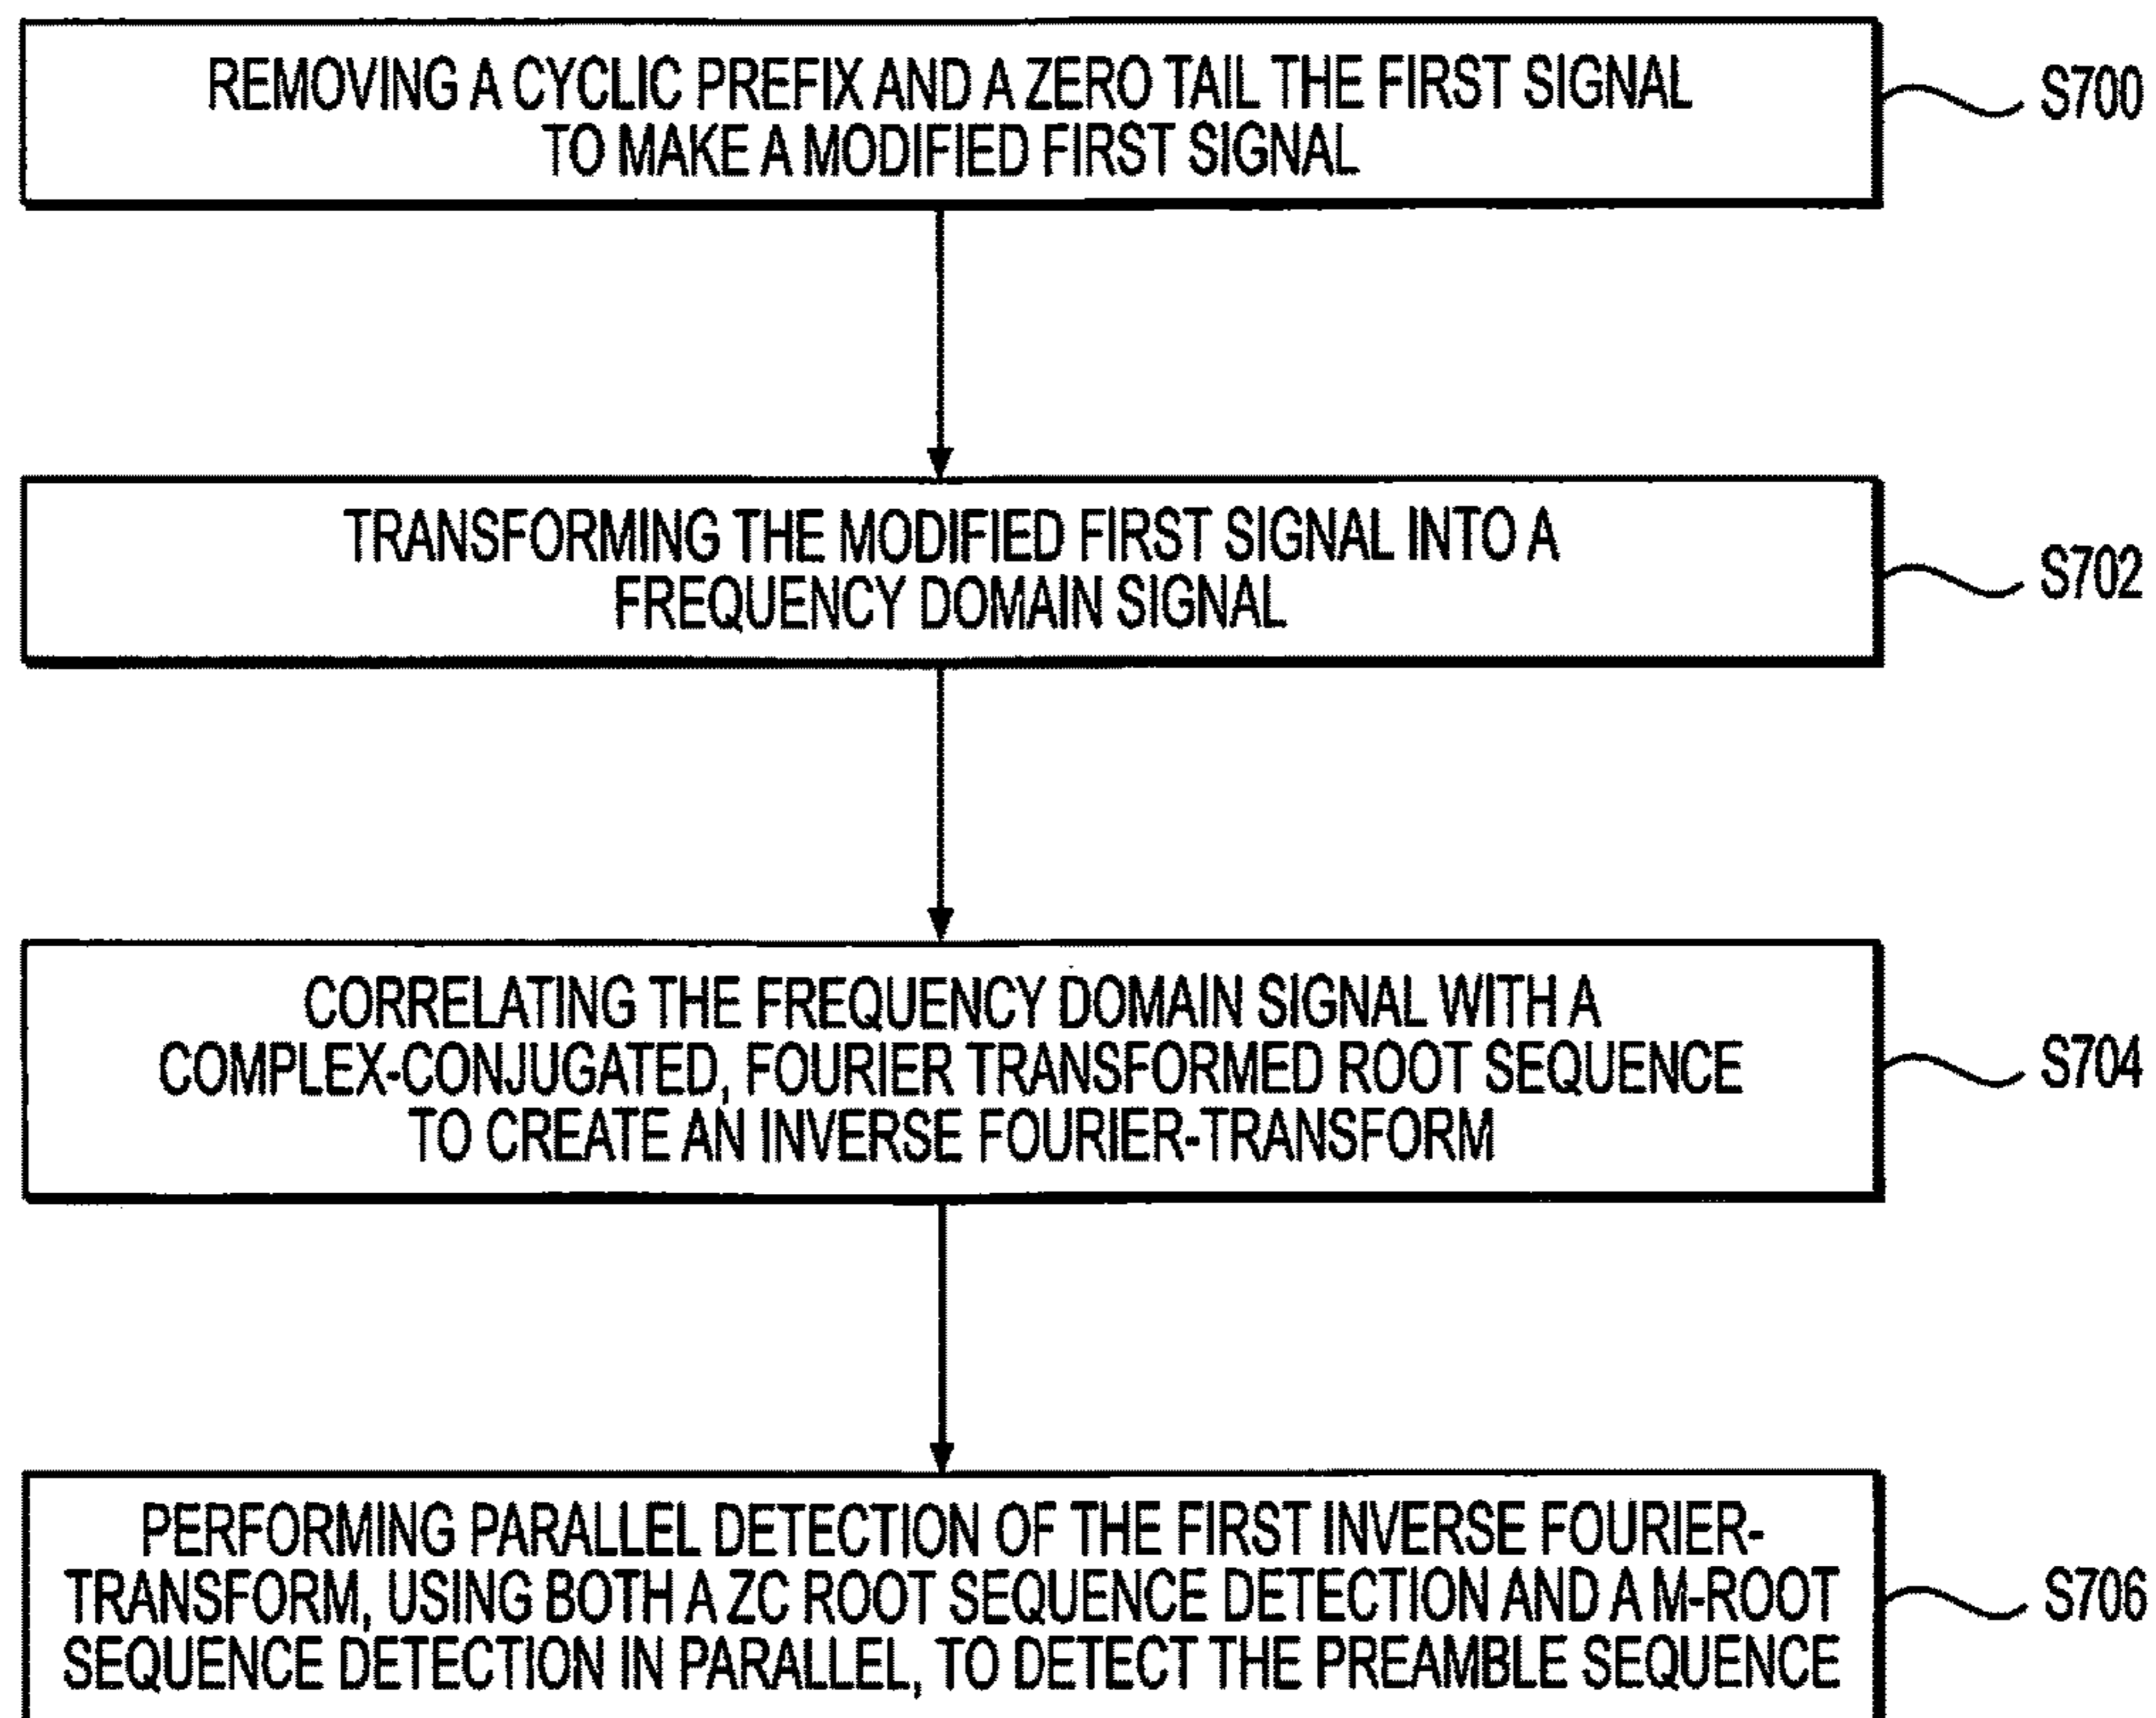 REMOVING A CYCLIC PREFIX AND A ZERO TAIL THE FIRST SIGNAL
TO MAKE A MODIFIED FIRST SIGNAL
S700
TRANSFORMING THE MODIFIED FIRST SIGNAL INTO A
FREQUENCY DOMAIN SIGNAL
S702
CORRELATING THE FREQUENCY DOMAIN SIGNAL WITH A
COMPLEX-CONJUGATED, FOURIER TRANSFORMED ROOT SEQUENCE
TO CREATE AN INVERSE FOURIER-TRANSFORM
S704
PERFORMING PARALLEL DETECTION OF THE FIRST INVERSE FOURIER-
TRANSFORM, USING BOTH A ZC ROOT SEQUENCE DETECTION AND A M-ROOT
SEQUENCE DETECTION IN PARALLEL, TO DETECT THE PREAMBLE SEQUENCE
S706